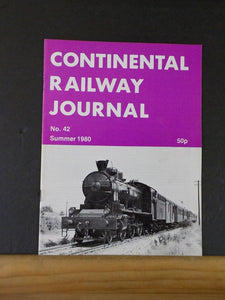 CONTINENTAL
RAILWAY
JOURNAL
No. 42
Summer 1980
50p